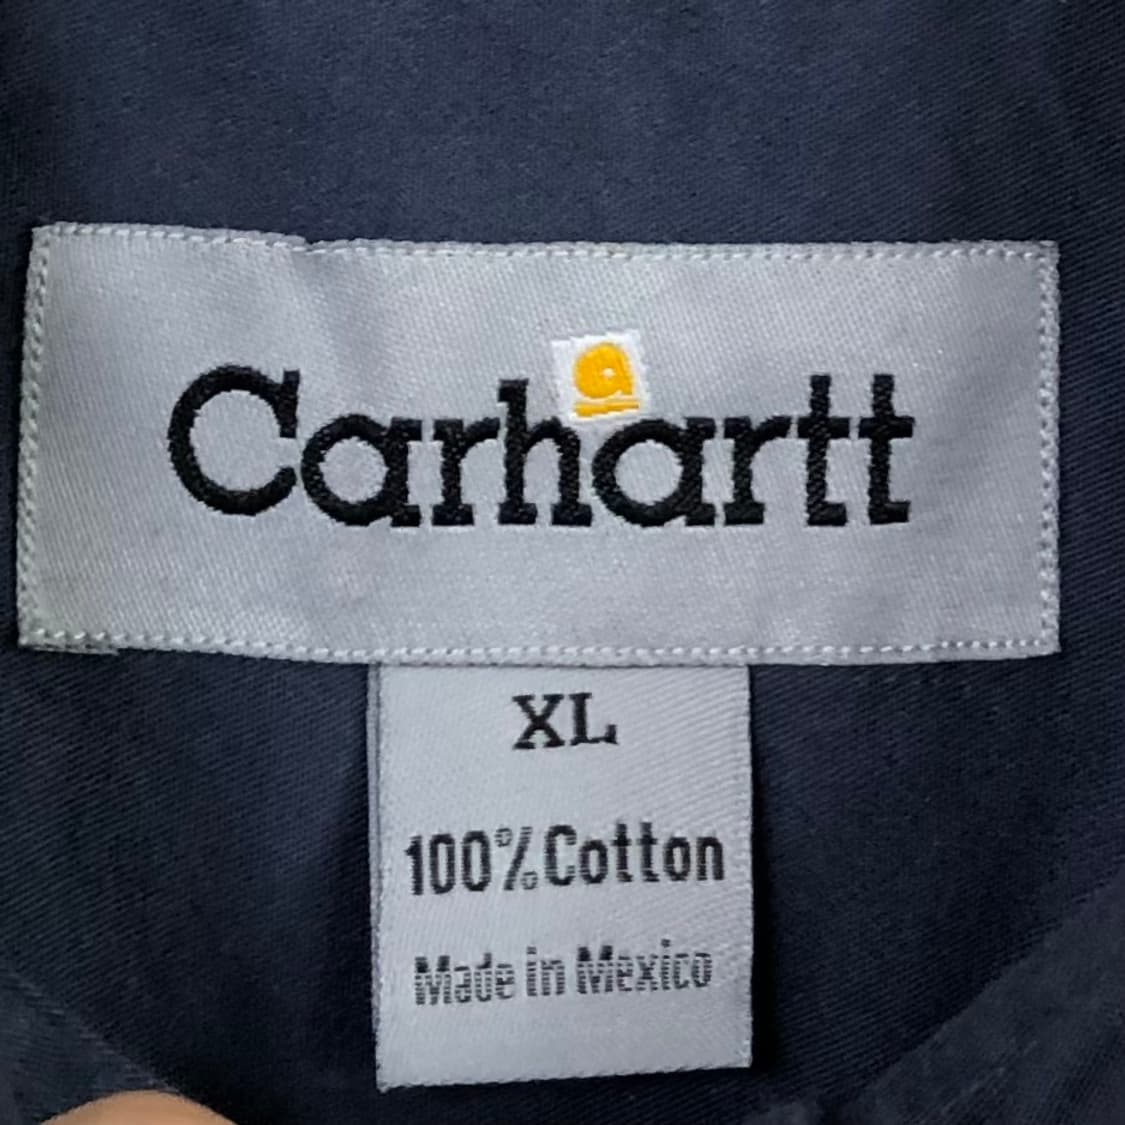 Carhartt
XL
100% Cotton
Made in Mexico